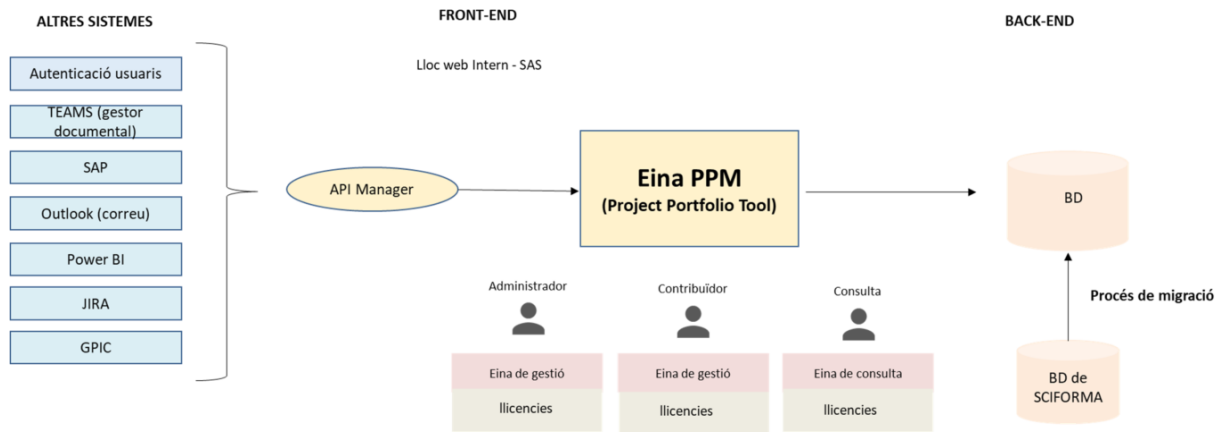 ALTRES SISTEMES
FRONT-END
BACK-END
Lloc web Intern - SAS
Autenticació usuaris
TEAMS (gestor
documental)
SAP
Outlook (correu)
Power BI
JIRA
GPIC
API Manager
Eina PPM
(Project Portfolio Tool)
BD
Procés de migració
BD de
SCIFORMA
Administrador
Contribuïdor
Consulta
Eina de gestió
Eina de gestió
Eina de consulta
llicencies
llicencies
llicencies